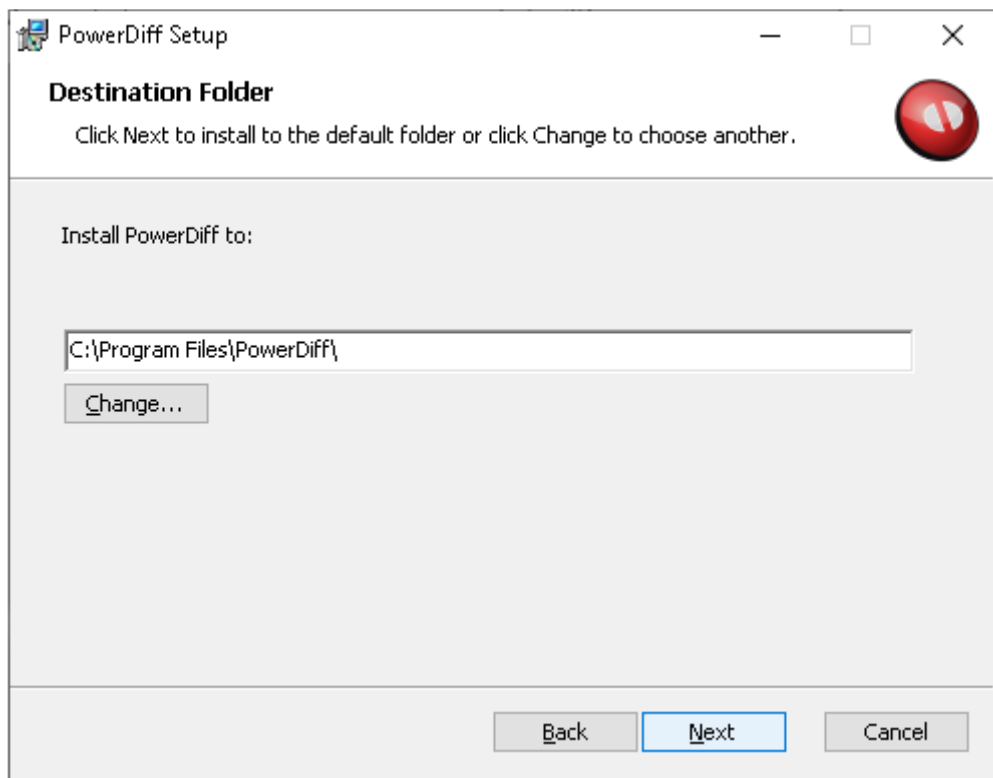 PowerDiff Setup
Destination Folder
Click Next to install to the default folder or click Change to choose another.
Install PowerDiff to:
C:\Program Files\PowerDiff\
Change...
Back
Next
Cancel